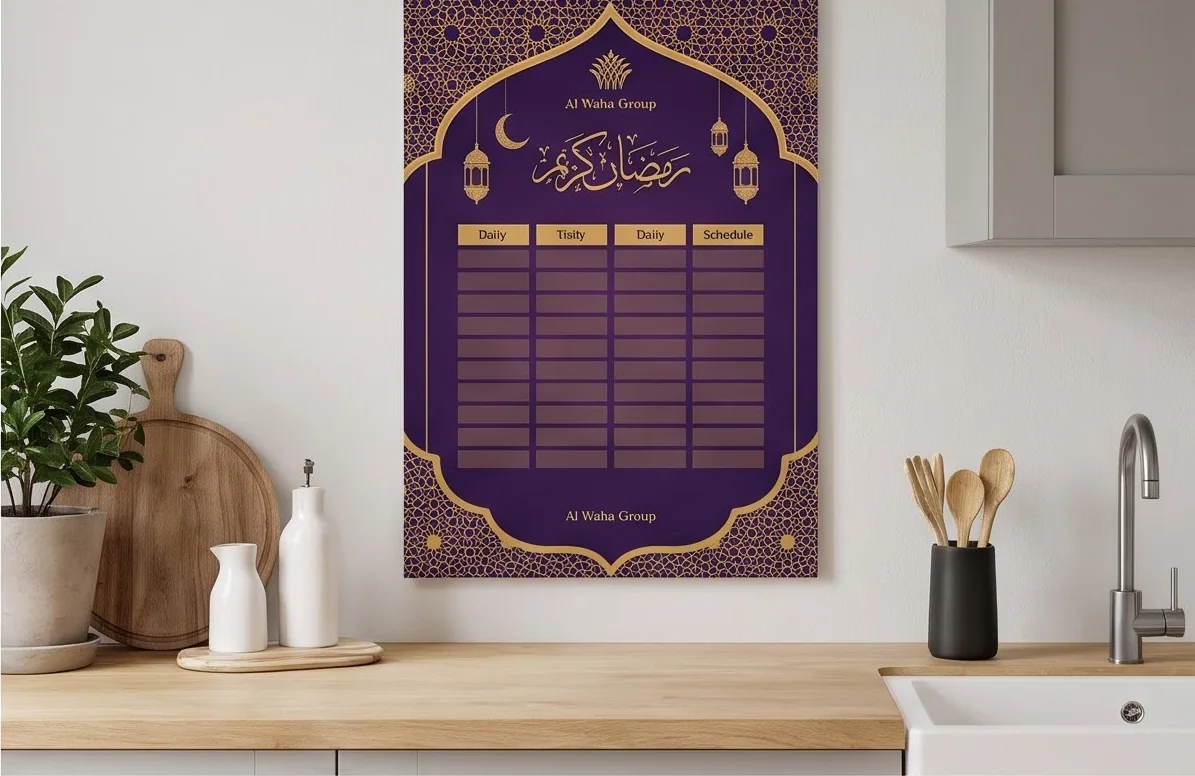 Al Waha Group
رمضان كريم
Daily Tisity Daily Schedule
Al Waha Group